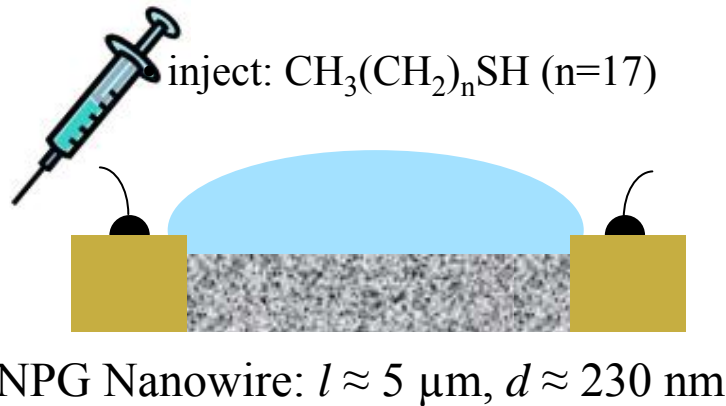 inject: CH₃(CH₂)ₙSH (n=17)
NPG Nanowire: l ≈ 5 µm, d ≈ 230 nm